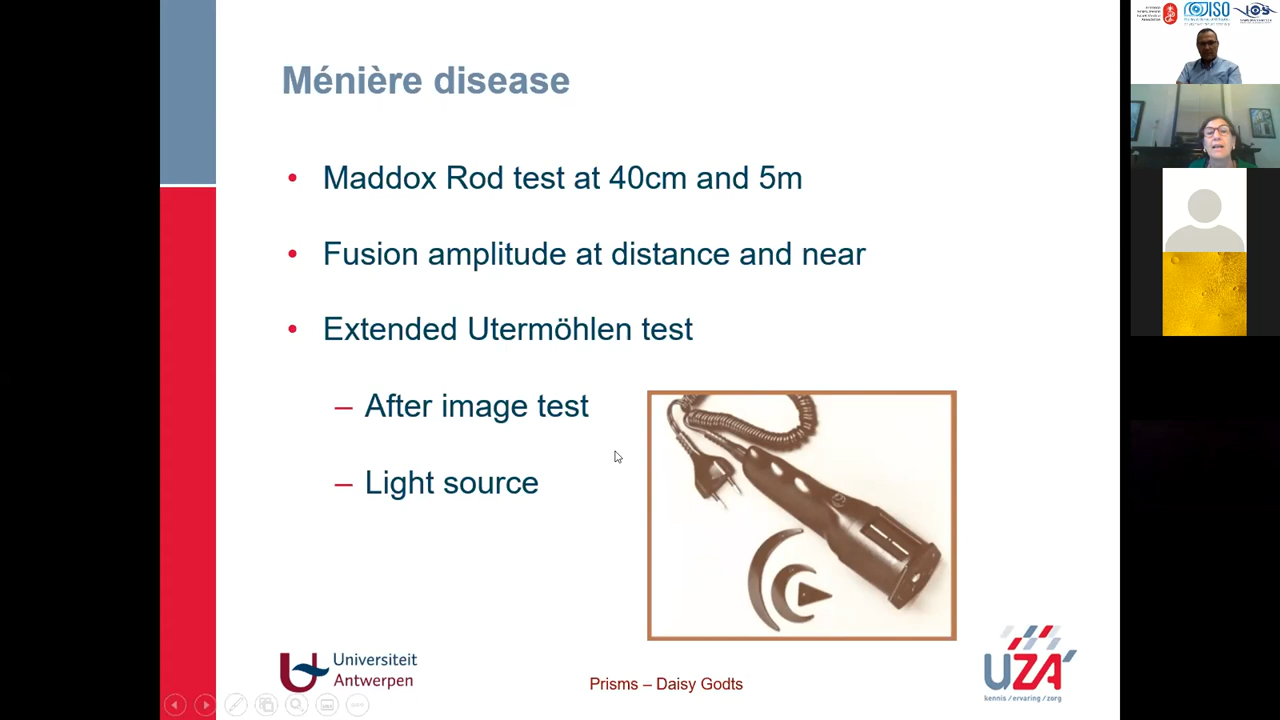 Ménière disease
• Maddox Rod test at 40cm and 5m
• Fusion amplitude at distance and near
• Extended Utermöhlen test
– After image test
– Light source
Universiteit
Antwerpen
Prisms – Daisy Godts
UZA
kennis / ervaring / zorg
ISO
IOS